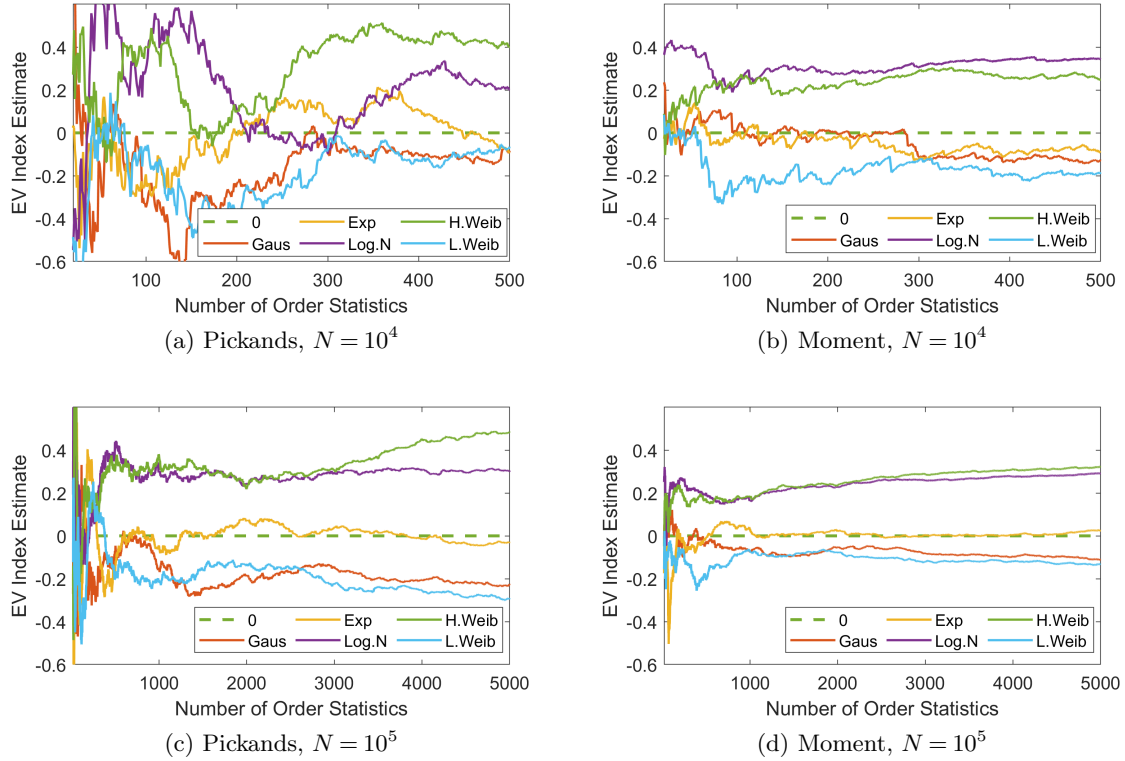 EV Index Estimate
0.4
0.2
0
-0.2
-0.4
-0.6
0 Exp H.Weib
Gaus Log.N L.Weib
100 200 300 400 500
Number of Order Statistics
(a) Pickands, N = 10^4
EV Index Estimate
0.4
0.2
0
-0.2
-0.4
-0.6
0 Exp H.Weib
Gaus Log.N L.Weib
100 200 300 400 500
Number of Order Statistics
(b) Moment, N = 10^4
EV Index Estimate
0.4
0.2
0
-0.2
-0.4
-0.6
0 Exp H.Weib
Gaus Log.N L.Weib
1000 2000 3000 4000 5000
Number of Order Statistics
(c) Pickands, N = 10^5
EV Index Estimate
0.4
0.2
0
-0.2
-0.4
-0.6
0 Exp H.Weib
Gaus Log.N L.Weib
1000 2000 3000 4000 5000
Number of Order Statistics
(d) Moment, N = 10^5